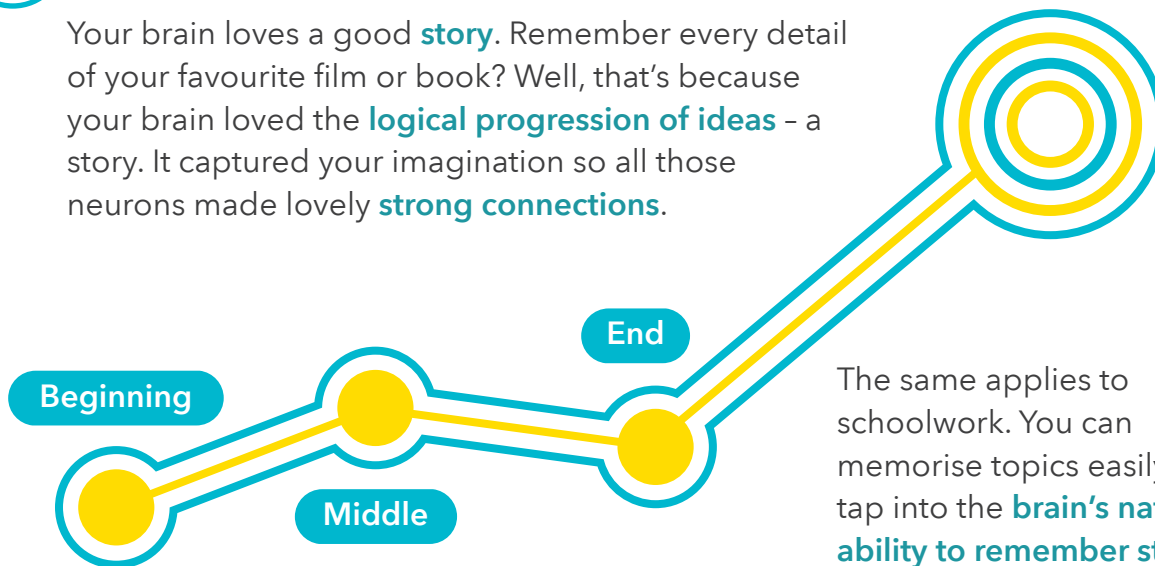 Your brain loves a good story. Remember every detail
of your favourite film or book? Well, that’s because
your brain loved the logical progression of ideas – a
story. It captured your imagination so all those
neurons made lovely strong connections.
End
Beginning
Middle
The same applies to
schoolwork. You can
memorise topics easily
tap into the brain’s
ability to remember